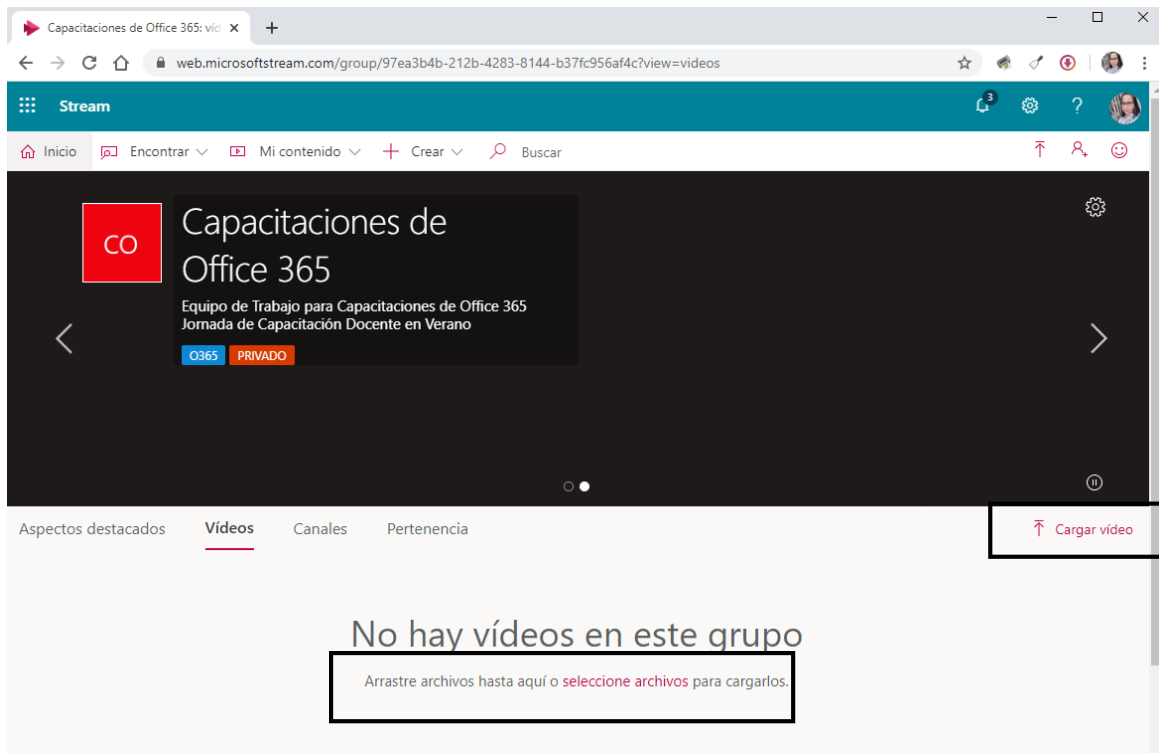 Capacitaciones de Office 365: víd
web.microsoftstream.com/group/97ea3b4b-212b-4283-8144-b37fc956af4c?view=videos
Stream
3
?
Inicio
Encontrar
Mi contenido
Crear
Buscar
CO
Capacitaciones de
Office 365
Equipo de Trabajo para Capacitaciones de Office 365
Jornada de Capacitación Docente en Verano
O365
PRIVADO
Aspectos destacados
Vídeos
Canales
Pertenencia
Cargar vídeo
No hay vídeos en este grupo
Arrastre archivos hasta aquí o seleccione archivos para cargarlos.